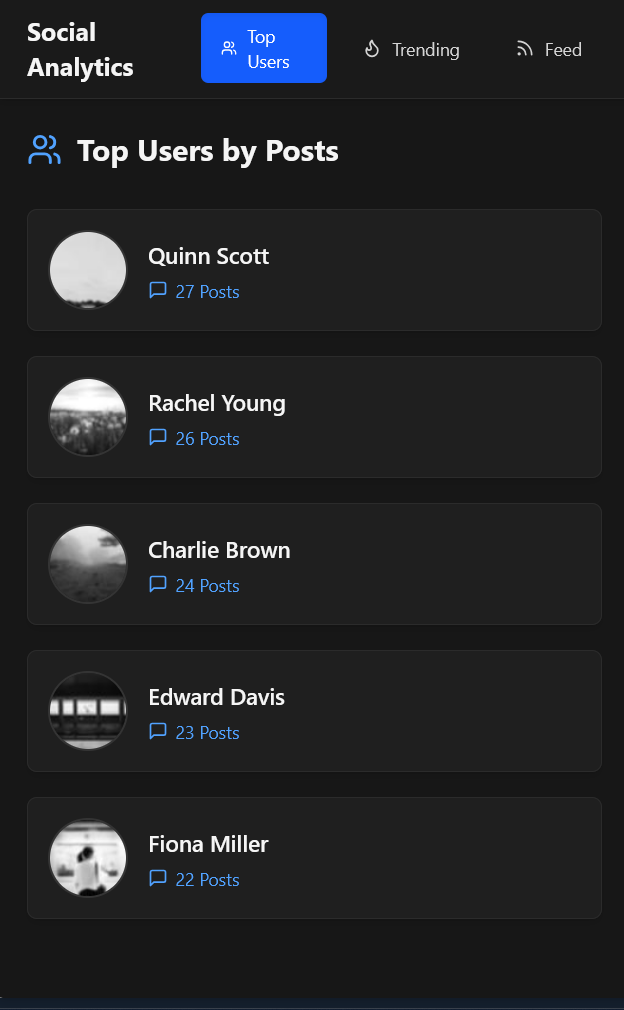 Social
Analytics
Top
Users
Trending
Feed
Top Users by Posts
Quinn Scott
27 Posts
Rachel Young
26 Posts
Charlie Brown
24 Posts
Edward Davis
23 Posts
Fiona Miller
22 Posts